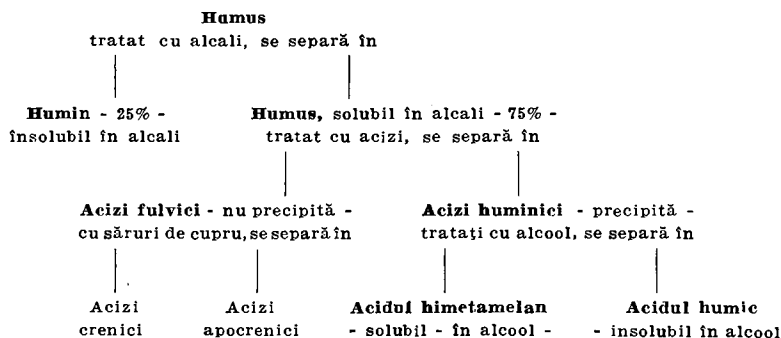 Humus
tratat cu alcali, se separă în
Humin - 25% -
însolubil în alcali
Humus, solubil în alcali - 75% -
tratat cu acizi, se separă în
Acizi fulvici - nu precipită -
cu săruri de cupru, se separă în
Acizi huminici - precipită -
tratați cu alcool, se separă în
Acizi
crenici
Acizi
apocrenici
Acidul himetamelan
- solubil - în alcool -
Acidul humic
- insolubil în alcool